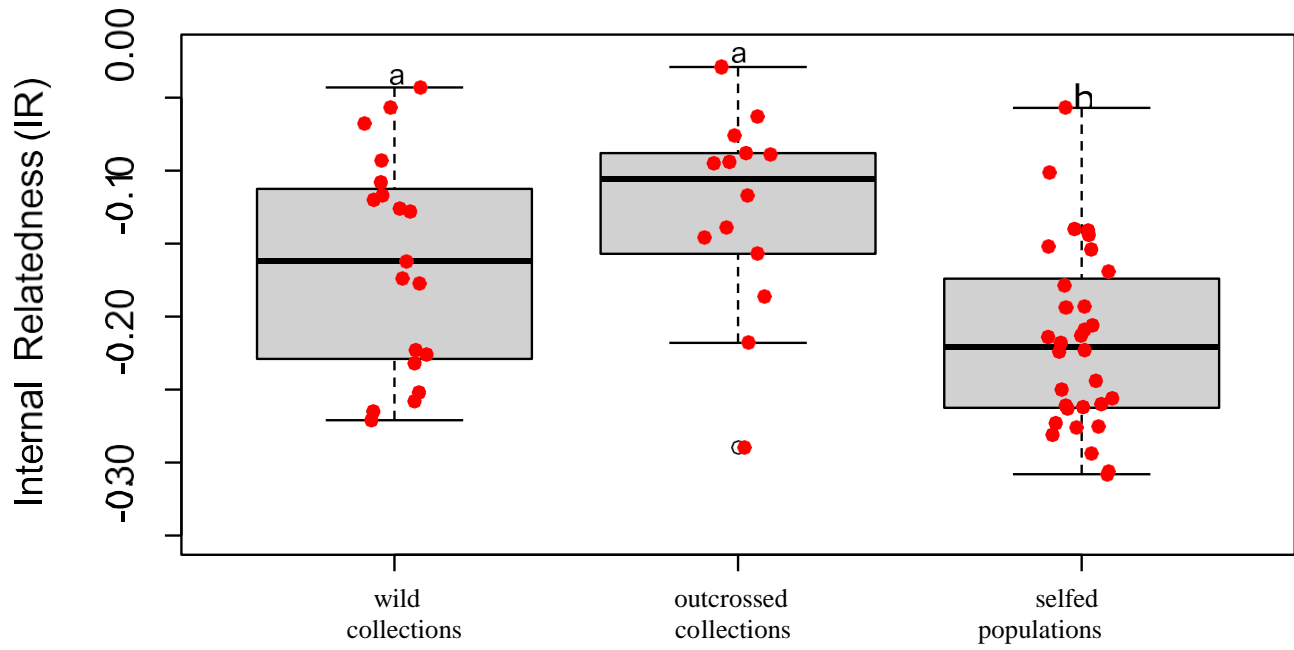 Internal Relatedness (IR)
0.00
-0.10
-0.20
-0.30
a
a
h
wild
collections
outcrossed
collections
selfed
populations